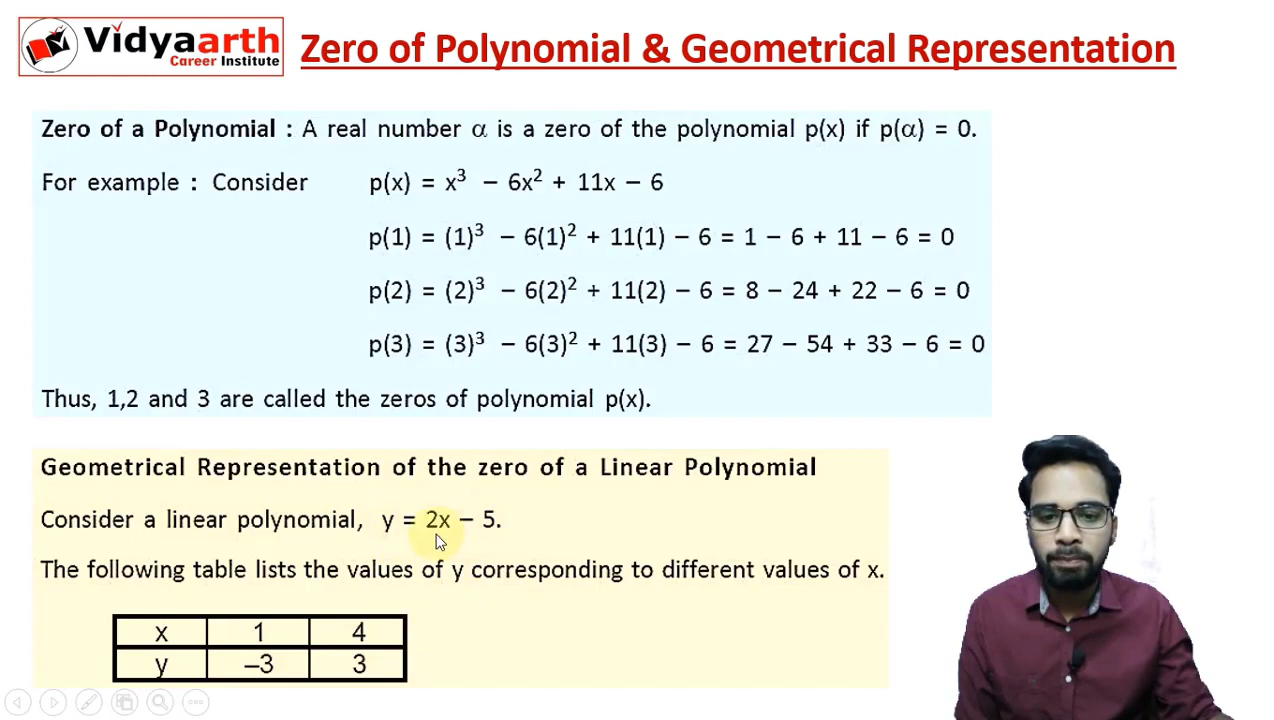 Vidyaarth
Career Institute
Zero of Polynomial & Geometrical Representation
Zero of a Polynomial : A real number α is a zero of the polynomial p(x) if p(α) = 0.
For example : Consider p(x) = x³ – 6x² + 11x – 6
p(1) = (1)³ – 6(1)² + 11(1) – 6 = 1 – 6 + 11 – 6 = 0
p(2) = (2)³ – 6(2)² + 11(2) – 6 = 8 – 24 + 22 – 6 = 0
p(3) = (3)³ – 6(3)² + 11(3) – 6 = 27 – 54 + 33 – 6 = 0
Thus, 1,2 and 3 are called the zeros of polynomial p(x).
Geometrical Representation of the zero of a Linear Polynomial
Consider a linear polynomial, y = 2x – 5.
The following table lists the values of y corresponding to different values of x.
x 1 4
y –3 3